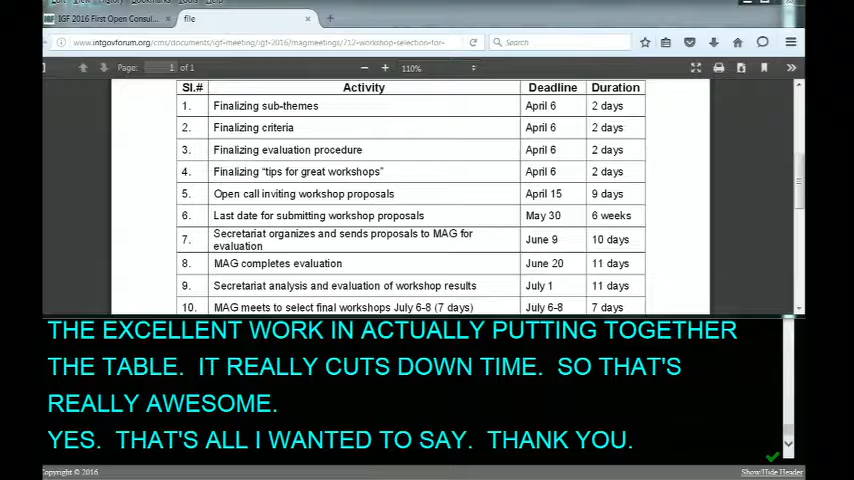 Edit View History Bookmarks Tools Help
IGF 2016 First Open Consul... × file × +
www.intgovforum.org/cms/documents/igf-meeting/igf-2016/magmeetings/712-workshop-selection-for- Search
Page: 1 of 1 110%
Sl.# Activity Deadline Duration
1. Finalizing sub-themes April 6 2 days
2. Finalizing criteria April 6 2 days
3. Finalizing evaluation procedure April 6 2 days
4. Finalizing “tips for great workshops” April 6 2 days
5. Open call inviting workshop proposals April 15 9 days
6. Last date for submitting workshop proposals May 30 6 weeks
7. Secretariat organizes and sends proposals to MAG for evaluation June 9 10 days
8. MAG completes evaluation June 20 11 days
9. Secretariat analysis and evaluation of workshop results July 1 11 days
10. MAG meets to select final workshops July 6-8 (7 days) July 6-8 7 days
THE EXCELLENT WORK IN ACTUALLY PUTTING TOGETHER
THE TABLE. IT REALLY CUTS DOWN TIME. SO THAT'S
REALLY AWESOME.
YES. THAT'S ALL I WANTED TO SAY. THANK YOU.
opyright © 2016 Show/Hide Header